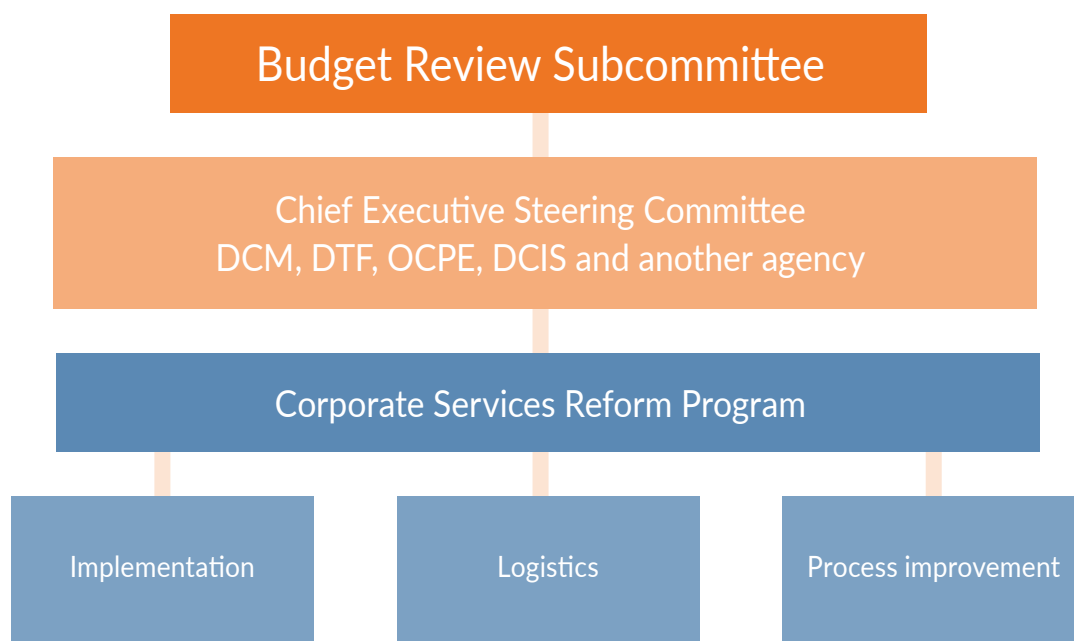 Budget Review Subcommittee
Chief Executive Steering Committee
DCM, DTF, OCPE, DCIS and another agency
Corporate Services Reform Program
Implementation
Logistics
Process improvement